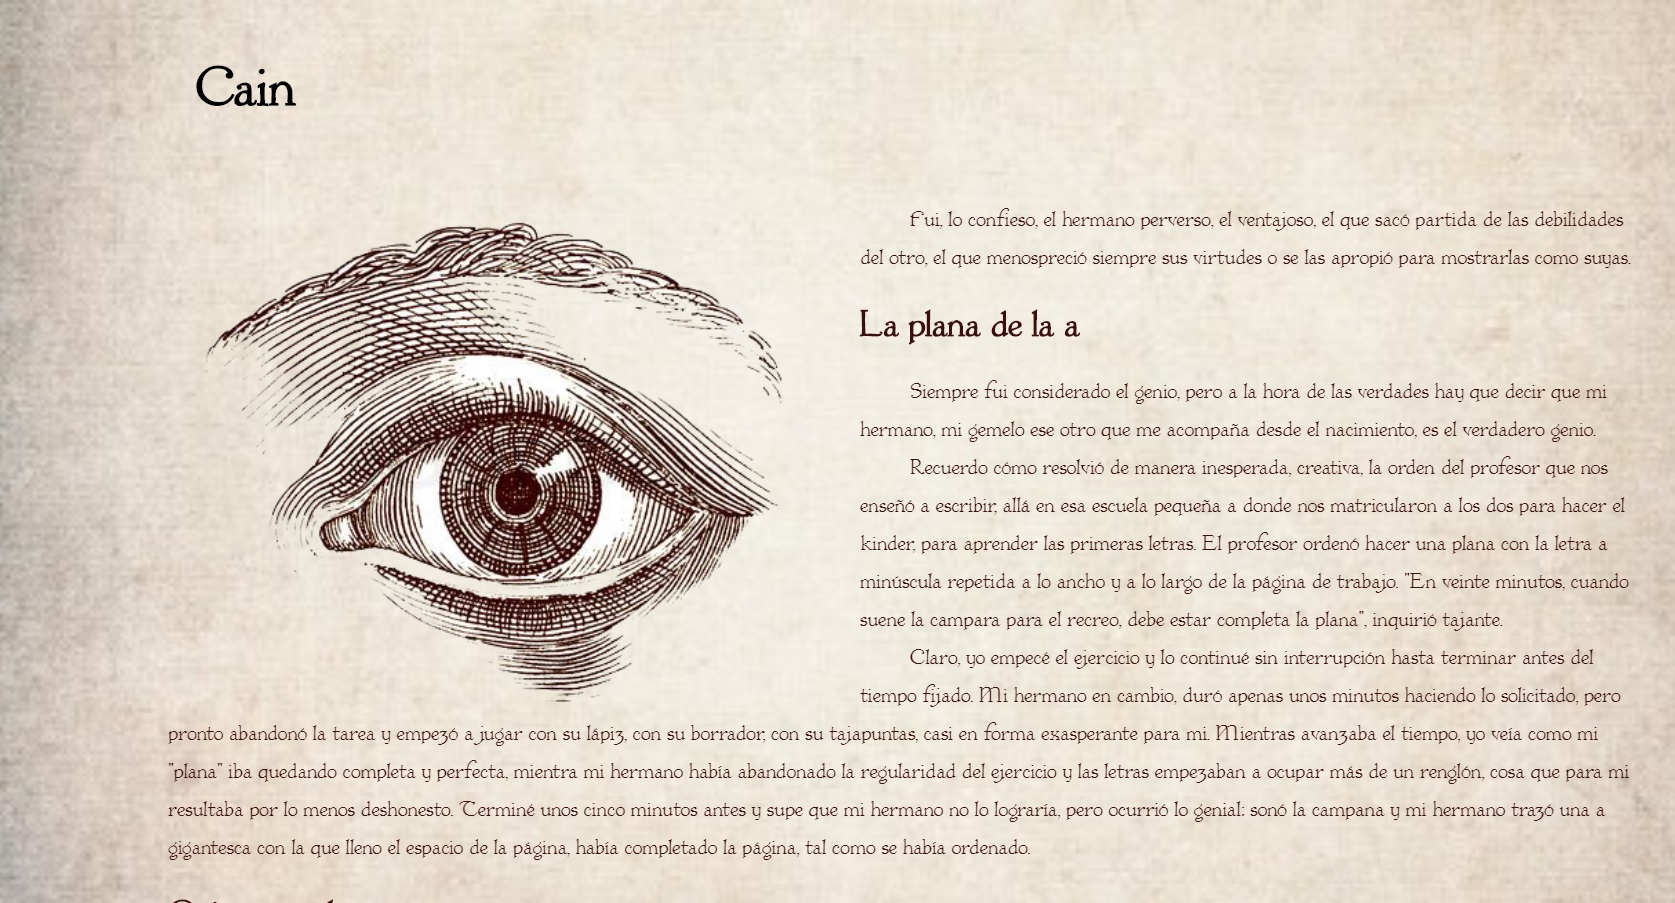 Cain
Fui, lo confieso, el hermano perverso, el ventajoso, el que sacó partida de las debilidades
del otro, el que menospreció siempre sus virtudes o se las apropió para mostrarlas como suyas.
La plana de la a
Siempre fui considerado el genio, pero a la hora de las verdades hay que decir que mi
hermano, mi gemelo ese otro que me acompaña desde el nacimiento, es el verdadero genio.
Recuerdo cómo resolvió de manera inesperada, creativa, la orden del profesor que nos
enseñó a escribir, allá en esa escuela pequeña a donde nos matricularon a los dos para hacer el
kinder, para aprender las primeras letras. El profesor ordenó hacer una plana con la letra a
minúscula repetida a lo ancho y a lo largo de la página de trabajo. "En veinte minutos, cuando
suene la campara para el recreo, debe estar completa la plana", inquirió tajante.
Claro, yo empecé el ejercicio y lo continué sin interrupción hasta terminar antes del
tiempo fijado. Mi hermano en cambio, duró apenas unos minutos haciendo lo solicitado, pero
pronto abandonó la tarea y empezó a jugar con su lápiz, con su borrador, con su tajapuntas, casi en forma exasperante para mi. Mientras avanzaba el tiempo, yo veía como mi
"plana" iba quedando completa y perfecta, mientra mi hermano había abandonado la regularidad del ejercicio y las letras empezaban a ocupar más de un renglón, cosa que para mi
resultaba por lo menos deshonesto. Terminé unos cinco minutos antes y supe que mi hermano no lo lograría, pero ocurrió lo genial: sonó la campana y mi hermano trazó una a
gigantesca con la que lleno el espacio de la página, había completado la página, tal como se había ordenado.